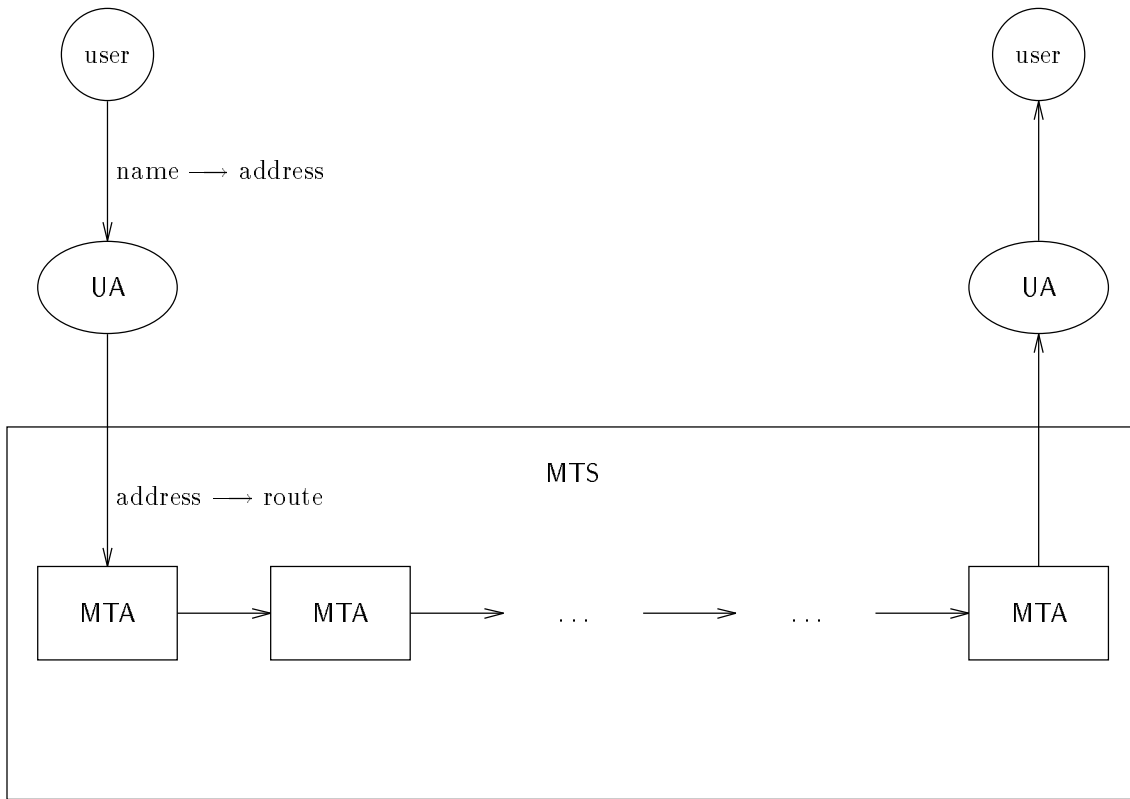 user user
name ⟶ address
UA UA
MTS
address ⟶ route
MTA MTA ... ... MTA